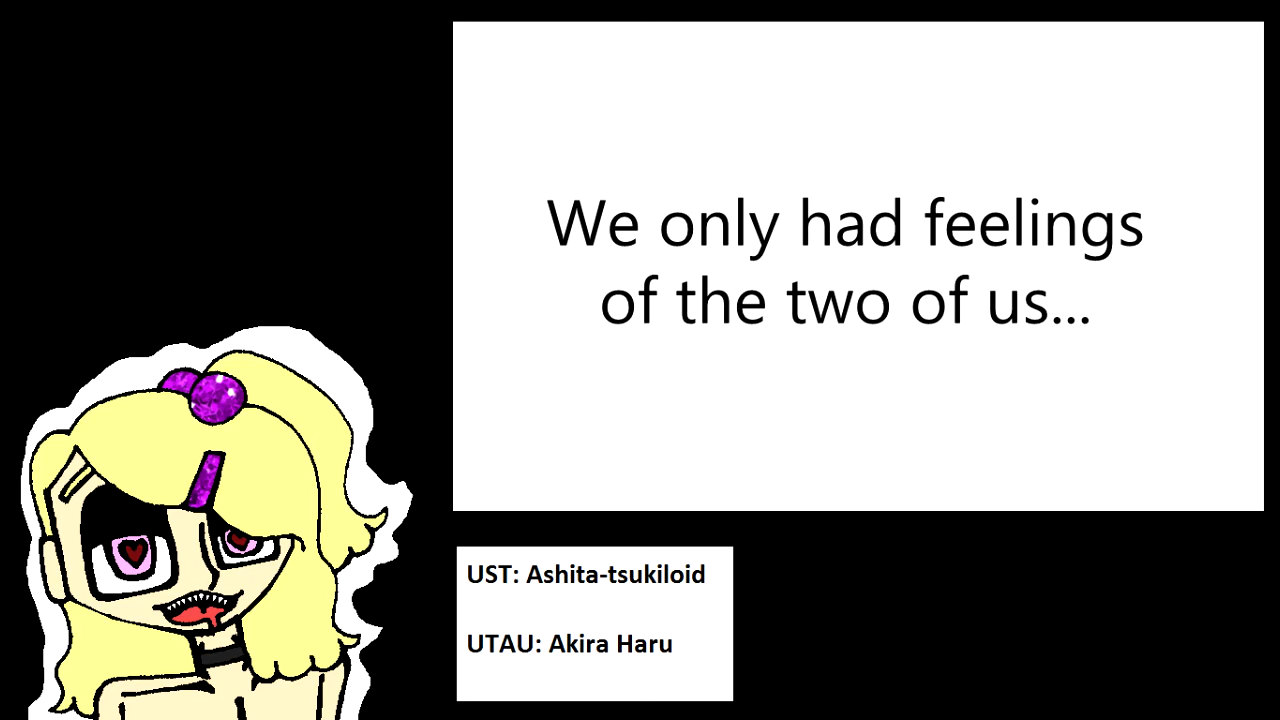 We only had feelings
of the two of us...
UST: Ashita-tsukiloid
UTAU: Akira Haru